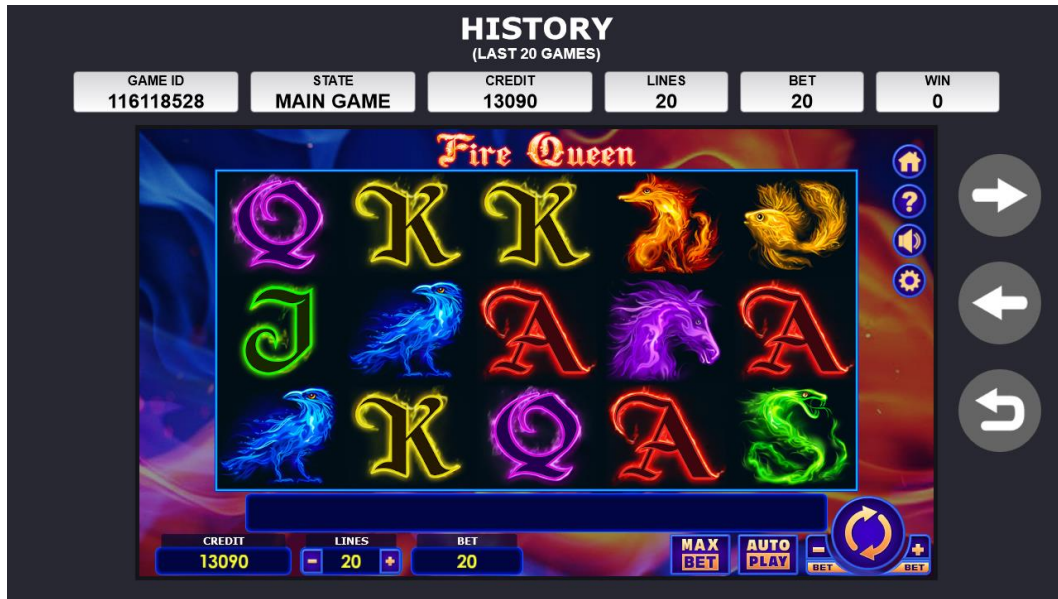 HISTORY
(LAST 20 GAMES)
GAME ID STATE CREDIT LINES BET WIN
116118528 MAIN GAME 13090 20 20 0
Fire Queen
?
Q K K
J A A
K Q A
CREDIT LINES BET
13090 - 20 + 20
MAX BET
AUTO PLAY
- +
BET BET